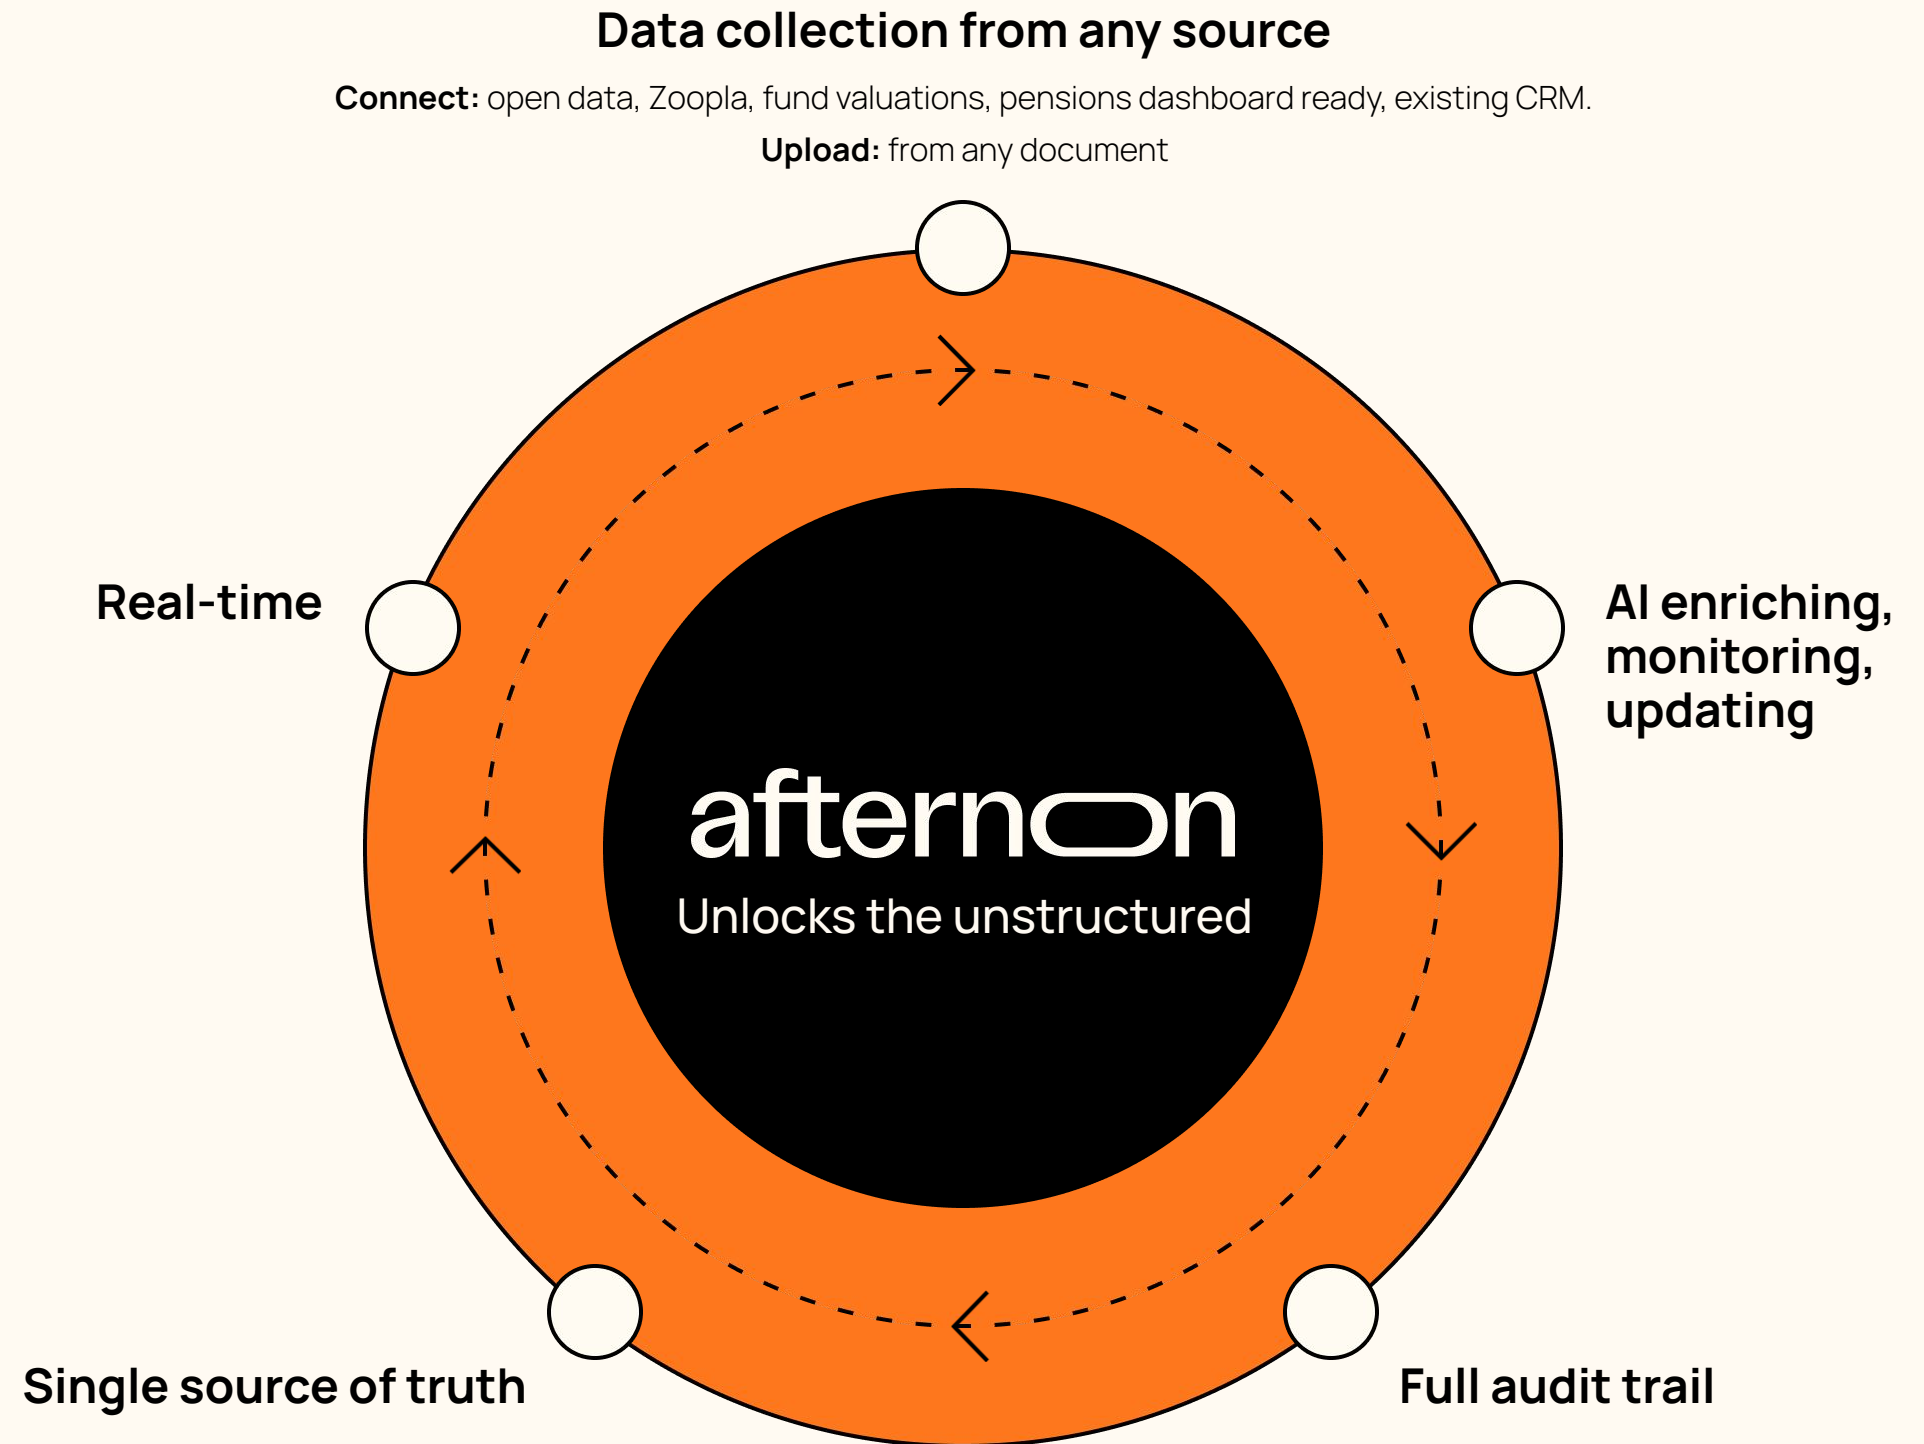 Data collection from any source
Connect: open data, Zoopla, fund valuations, pensions dashboard ready, existing CRM.
Upload: from any document
Real-time
AI enriching,
monitoring,
updating
afternoon
Unlocks the unstructured
Single source of truth
Full audit trail